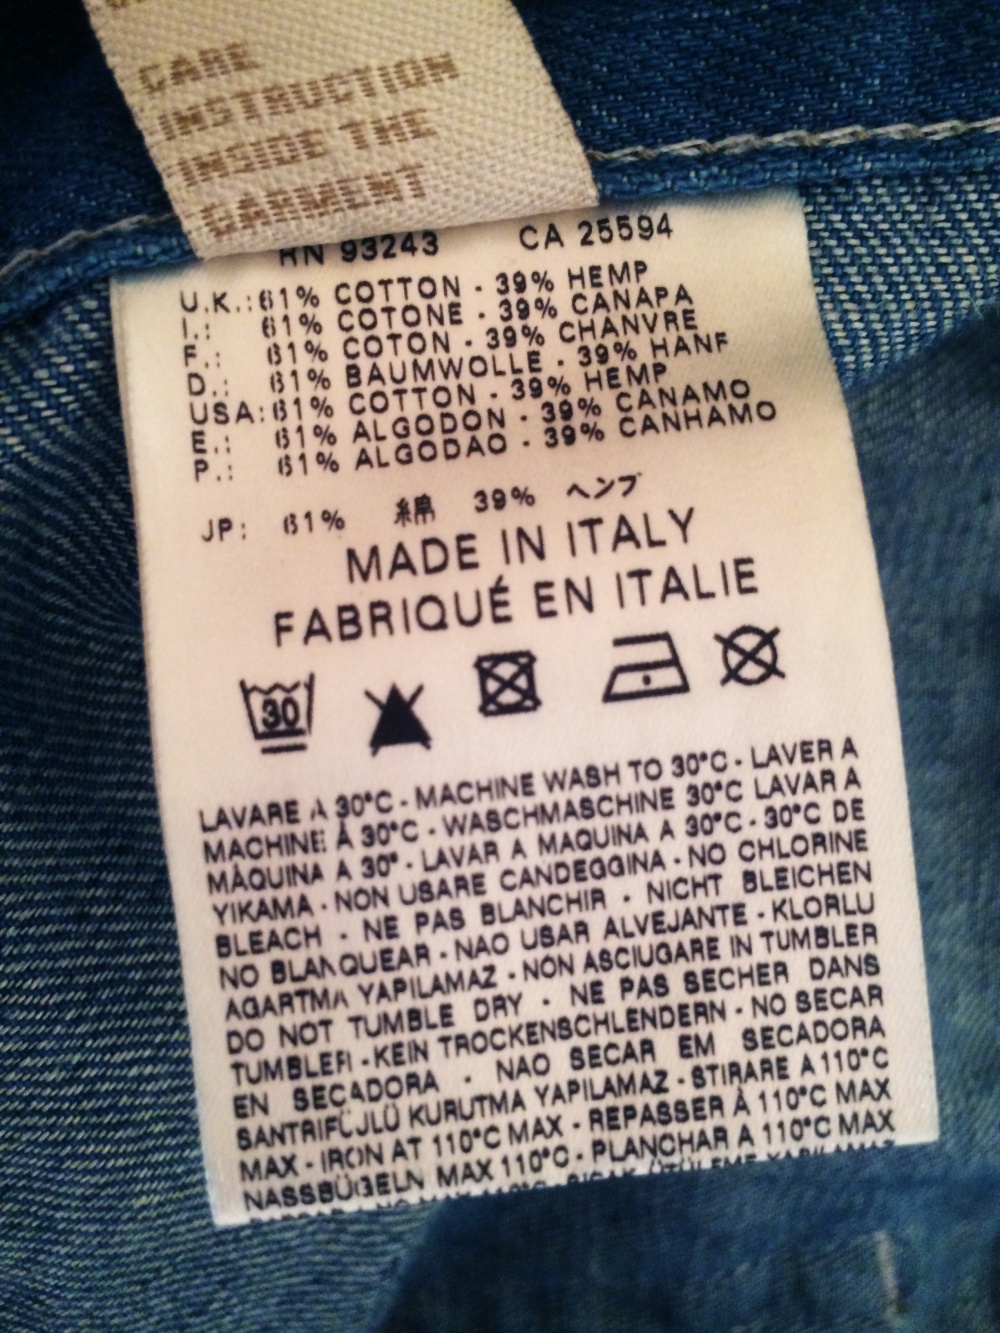 CARE
INSTRUCTION
INSIDE THE
GARMENT
RN 93243 CA 25594
U.K.: 61% COTTON - 39% HEMP
I.: 61% COTONE - 39% CANAPA
F.: 61% COTON - 39% CHANVRE
D.: 61% BAUMWOLLE - 39% HANF
USA: 61% COTTON - 39% HEMP
E.: 61% ALGODON - 39% CANAMO
P.: 61% ALGODAO - 39% CANHAMO
JP: 61% 綿 39% ヘンプ
MADE IN ITALY
FABRIQUÉ EN ITALIE
30
LAVARE A 30°C - MACHINE WASH TO 30°C - LAVER A
MACHINE À 30°C - WASCHMASCHINE 30°C LAVAR A
MÀQUINA A 30° - LAVAR A MAQUINA A 30°C - 30°C DE
YIKAMA - NON USARE CANDEGGINA - NO CHLORINE
BLEACH - NE PAS BLANCHIR - NICHT BLEICHEN
NO BLANQUEAR - NAO USAR ALVEJANTE - KLORLU
AGARTMA YAPILAMAZ - NON ASCIUGARE IN TUMBLER
DO NOT TUMBLE DRY - NE PAS SECHER DANS
TUMBLER - KEIN TROCKENSCHLENDERN - NO SECAR
EN SECADORA - NAO SECAR EM SECADORA
SANTRIFÜJLÜ KURUTMA YAPILAMAZ - STIRARE A 110°C
MAX - IRON AT 110°C MAX - REPASSER À 110°C MAX
NASSBÜGELN MAX 110°C - PLANCHAR A 110°C MAX